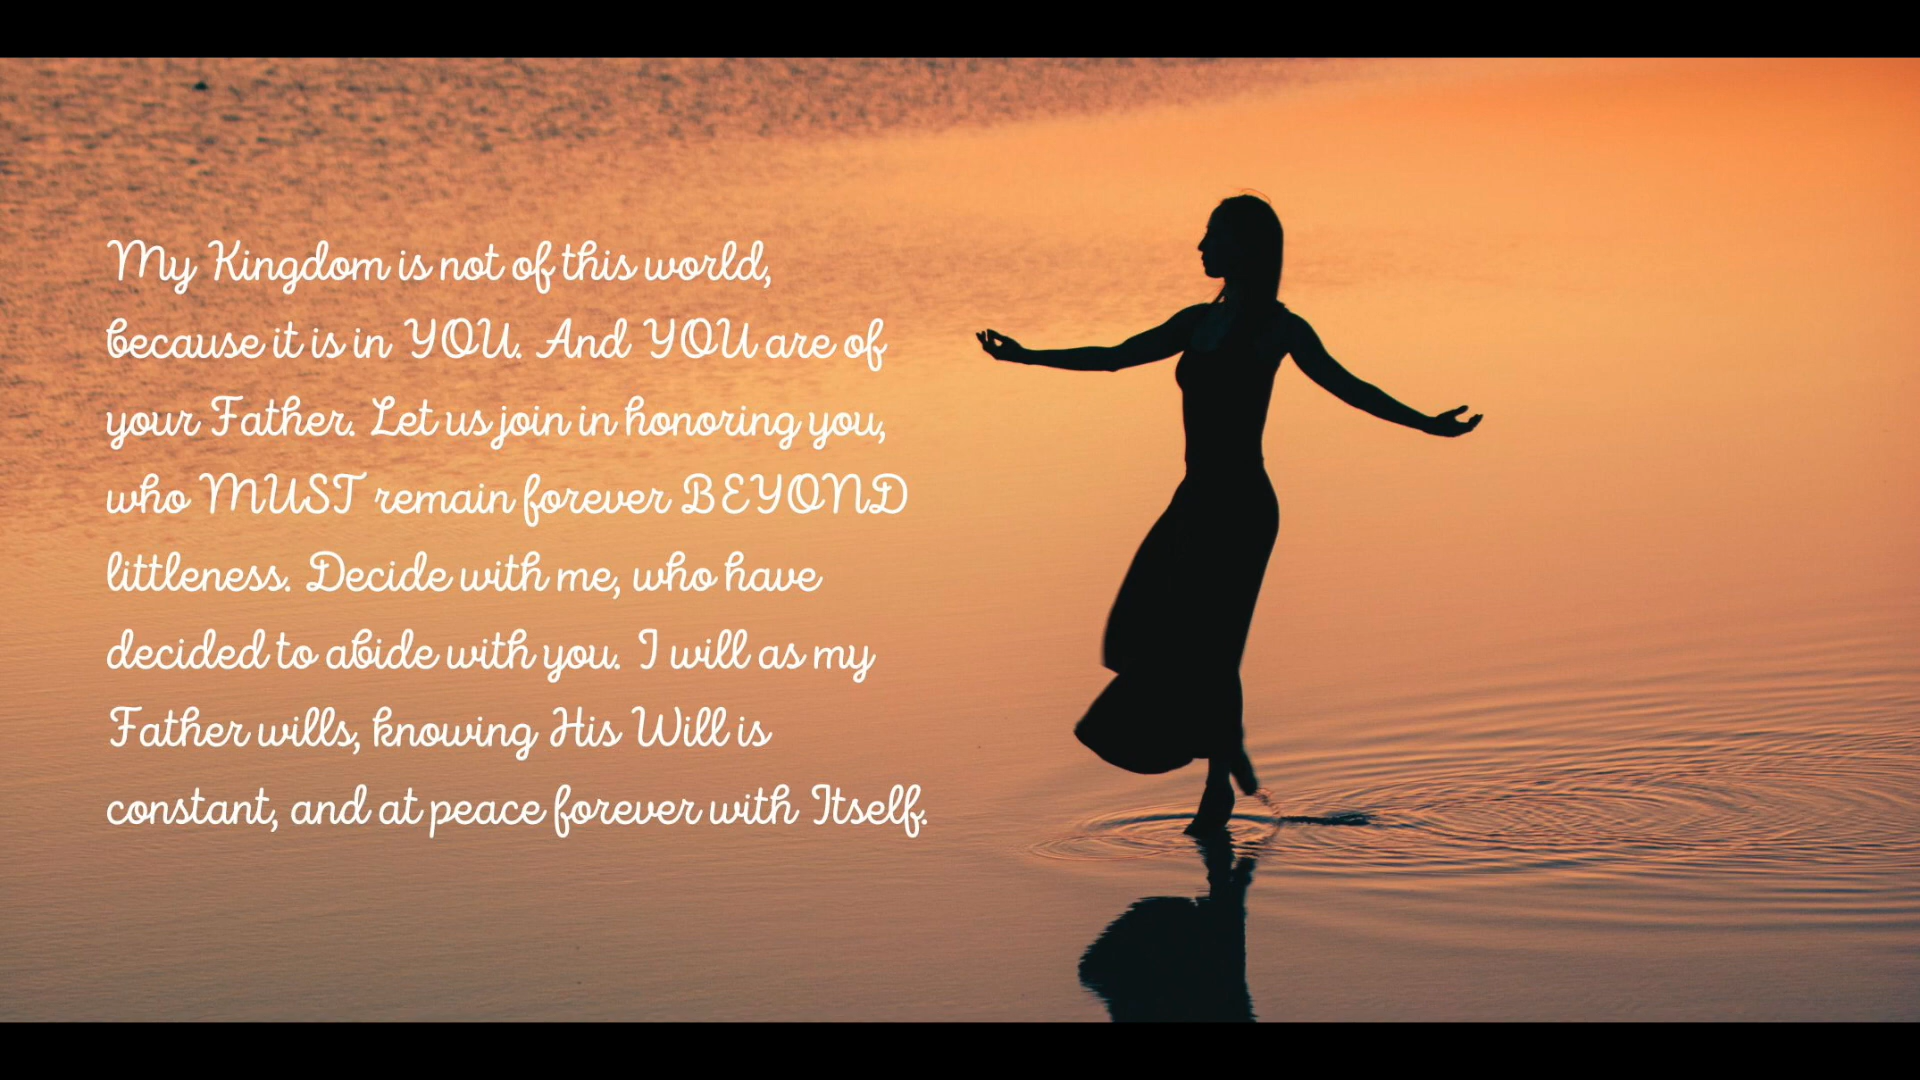 My Kingdom is not of this world,
because it is in YOU. And YOU are of
your Father. Let us join in honoring you,
who MUST remain forever BEYOND
littleness. Decide with me, who have
decided to abide with you. I will as my
Father wills, knowing His Will is
constant, and at peace forever with Itself.